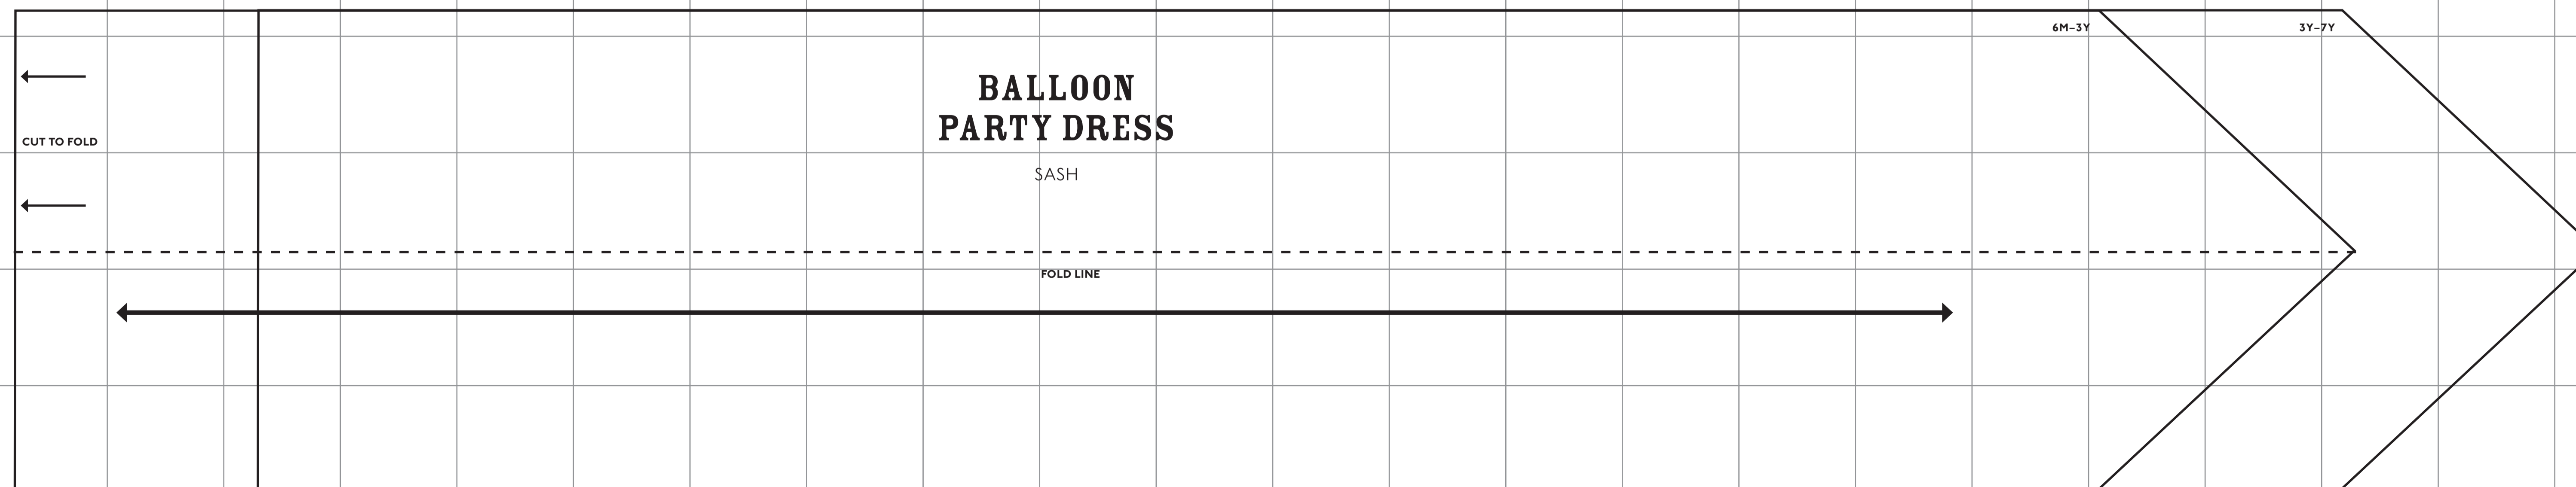 6M–3Y
3Y–7Y
BALLOON
PARTY DRESS
CUT TO FOLD
SASH
FOLD LINE